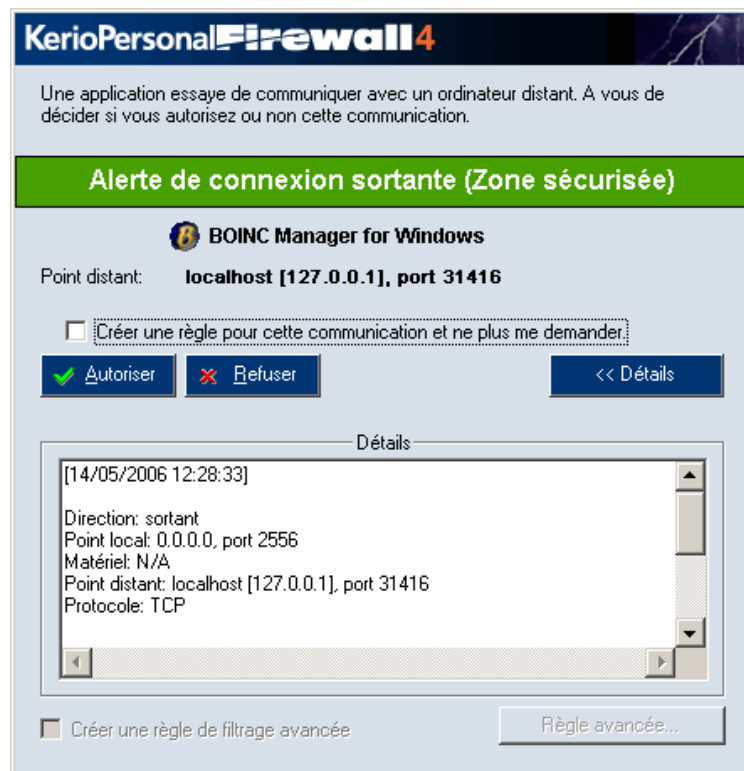 KerioPersonalFirewall4
Une application essaye de communiquer avec un ordinateur distant. A vous de
décider si vous autorisez ou non cette communication.
Alerte de connexion sortante (Zone sécurisée)
BOINC Manager for Windows
Point distant: localhost [127.0.0.1], port 31416
Créer une règle pour cette communication et ne plus me demander.
Autoriser Refuser << Détails
Détails
[14/05/2006 12:28:33]
Direction: sortant
Point local: 0.0.0.0, port 2556
Matériel: N/A
Point distant: localhost [127.0.0.1], port 31416
Protocole: TCP
Créer une règle de filtrage avancée Règle avancée...